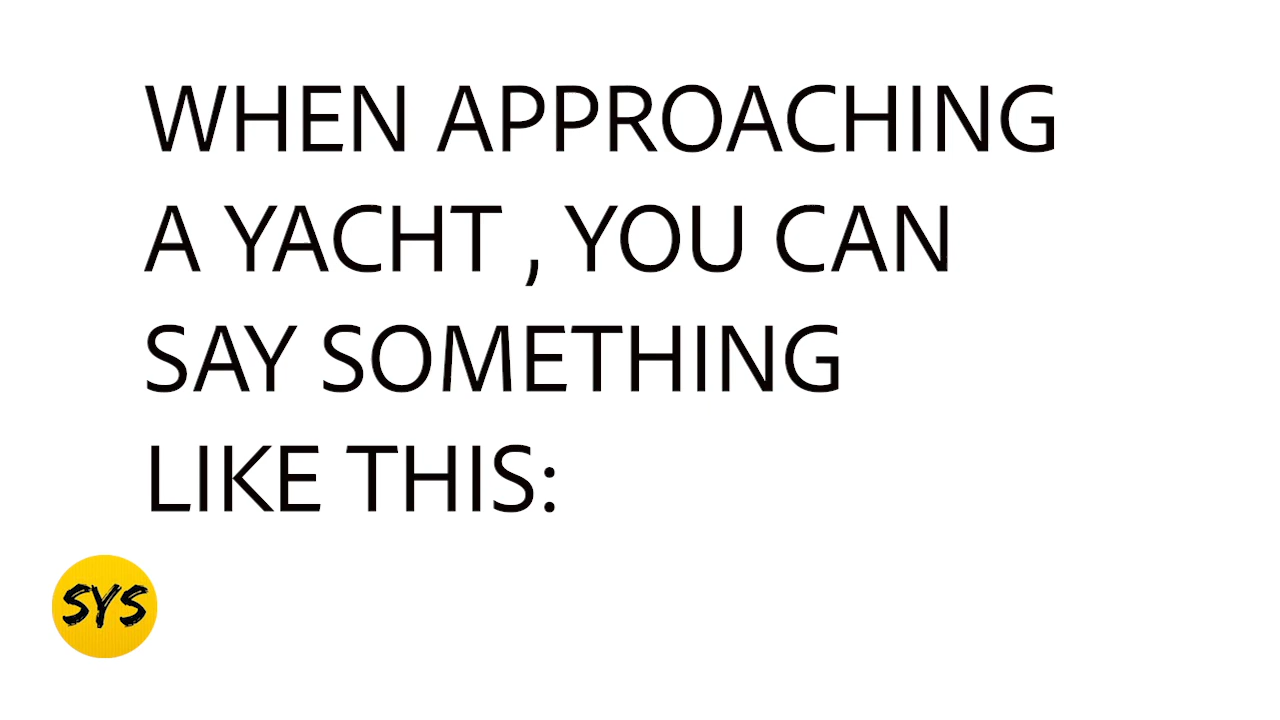 WHEN APPROACHING
A YACHT , YOU CAN
SAY SOMETHING
LIKE THIS:
SYS